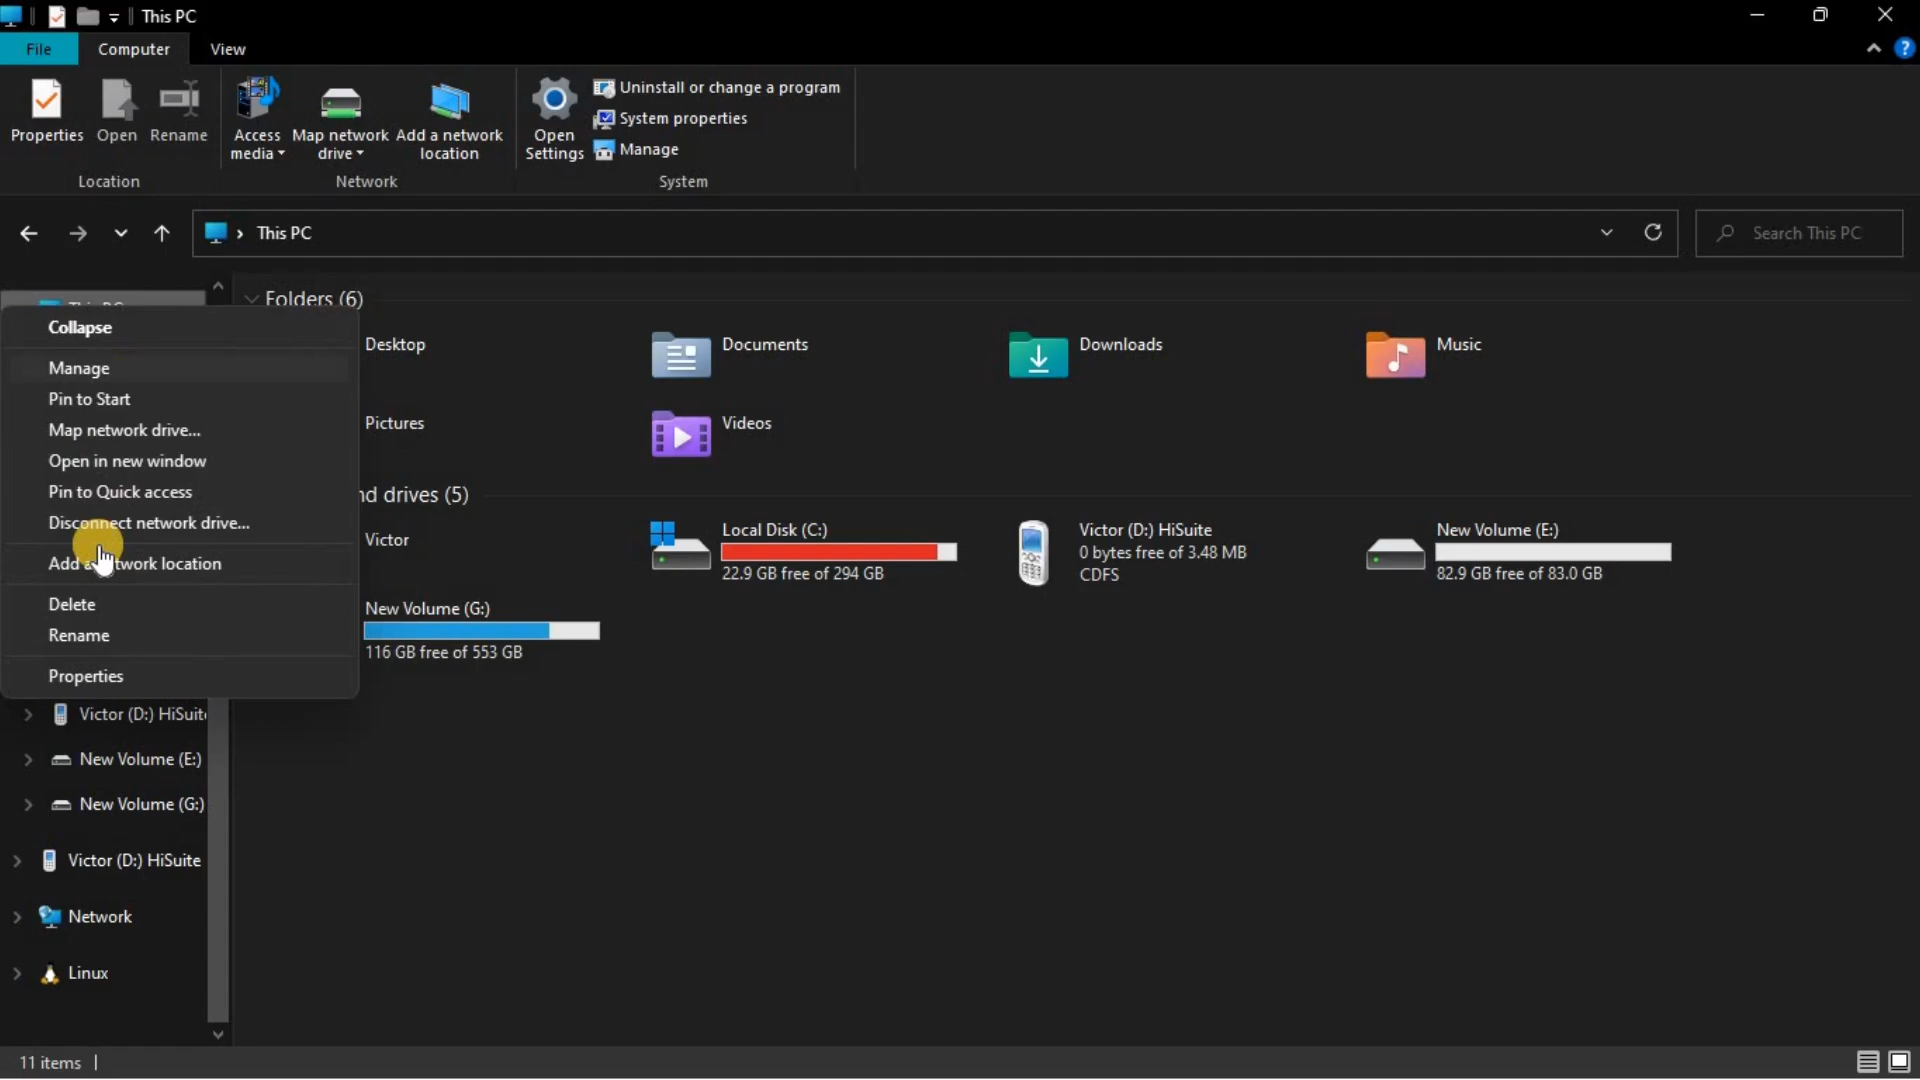 This PC
File
Computer
View
Properties
Open
Rename
Access
media
Map network
drive
Add a network
location
Open
Settings
Uninstall or change a program
System properties
Manage
Location
Network
System
This PC
Search This PC
Folders (6)
Collapse
Manage
Pin to Start
Map network drive...
Open in new window
Pin to Quick access
Disconnect network drive...
Add a network location
Delete
Rename
Properties
Desktop
Documents
Downloads
Music
Pictures
Videos
nd drives (5)
Victor
Local Disk (C:)
22.9 GB free of 294 GB
Victor (D:) HiSuite
0 bytes free of 3.48 MB
CDFS
New Volume (E:)
82.9 GB free of 83.0 GB
New Volume (G:)
116 GB free of 553 GB
Victor (D:) HiSuit
New Volume (E:)
New Volume (G:)
Victor (D:) HiSuite
Network
Linux
11 items